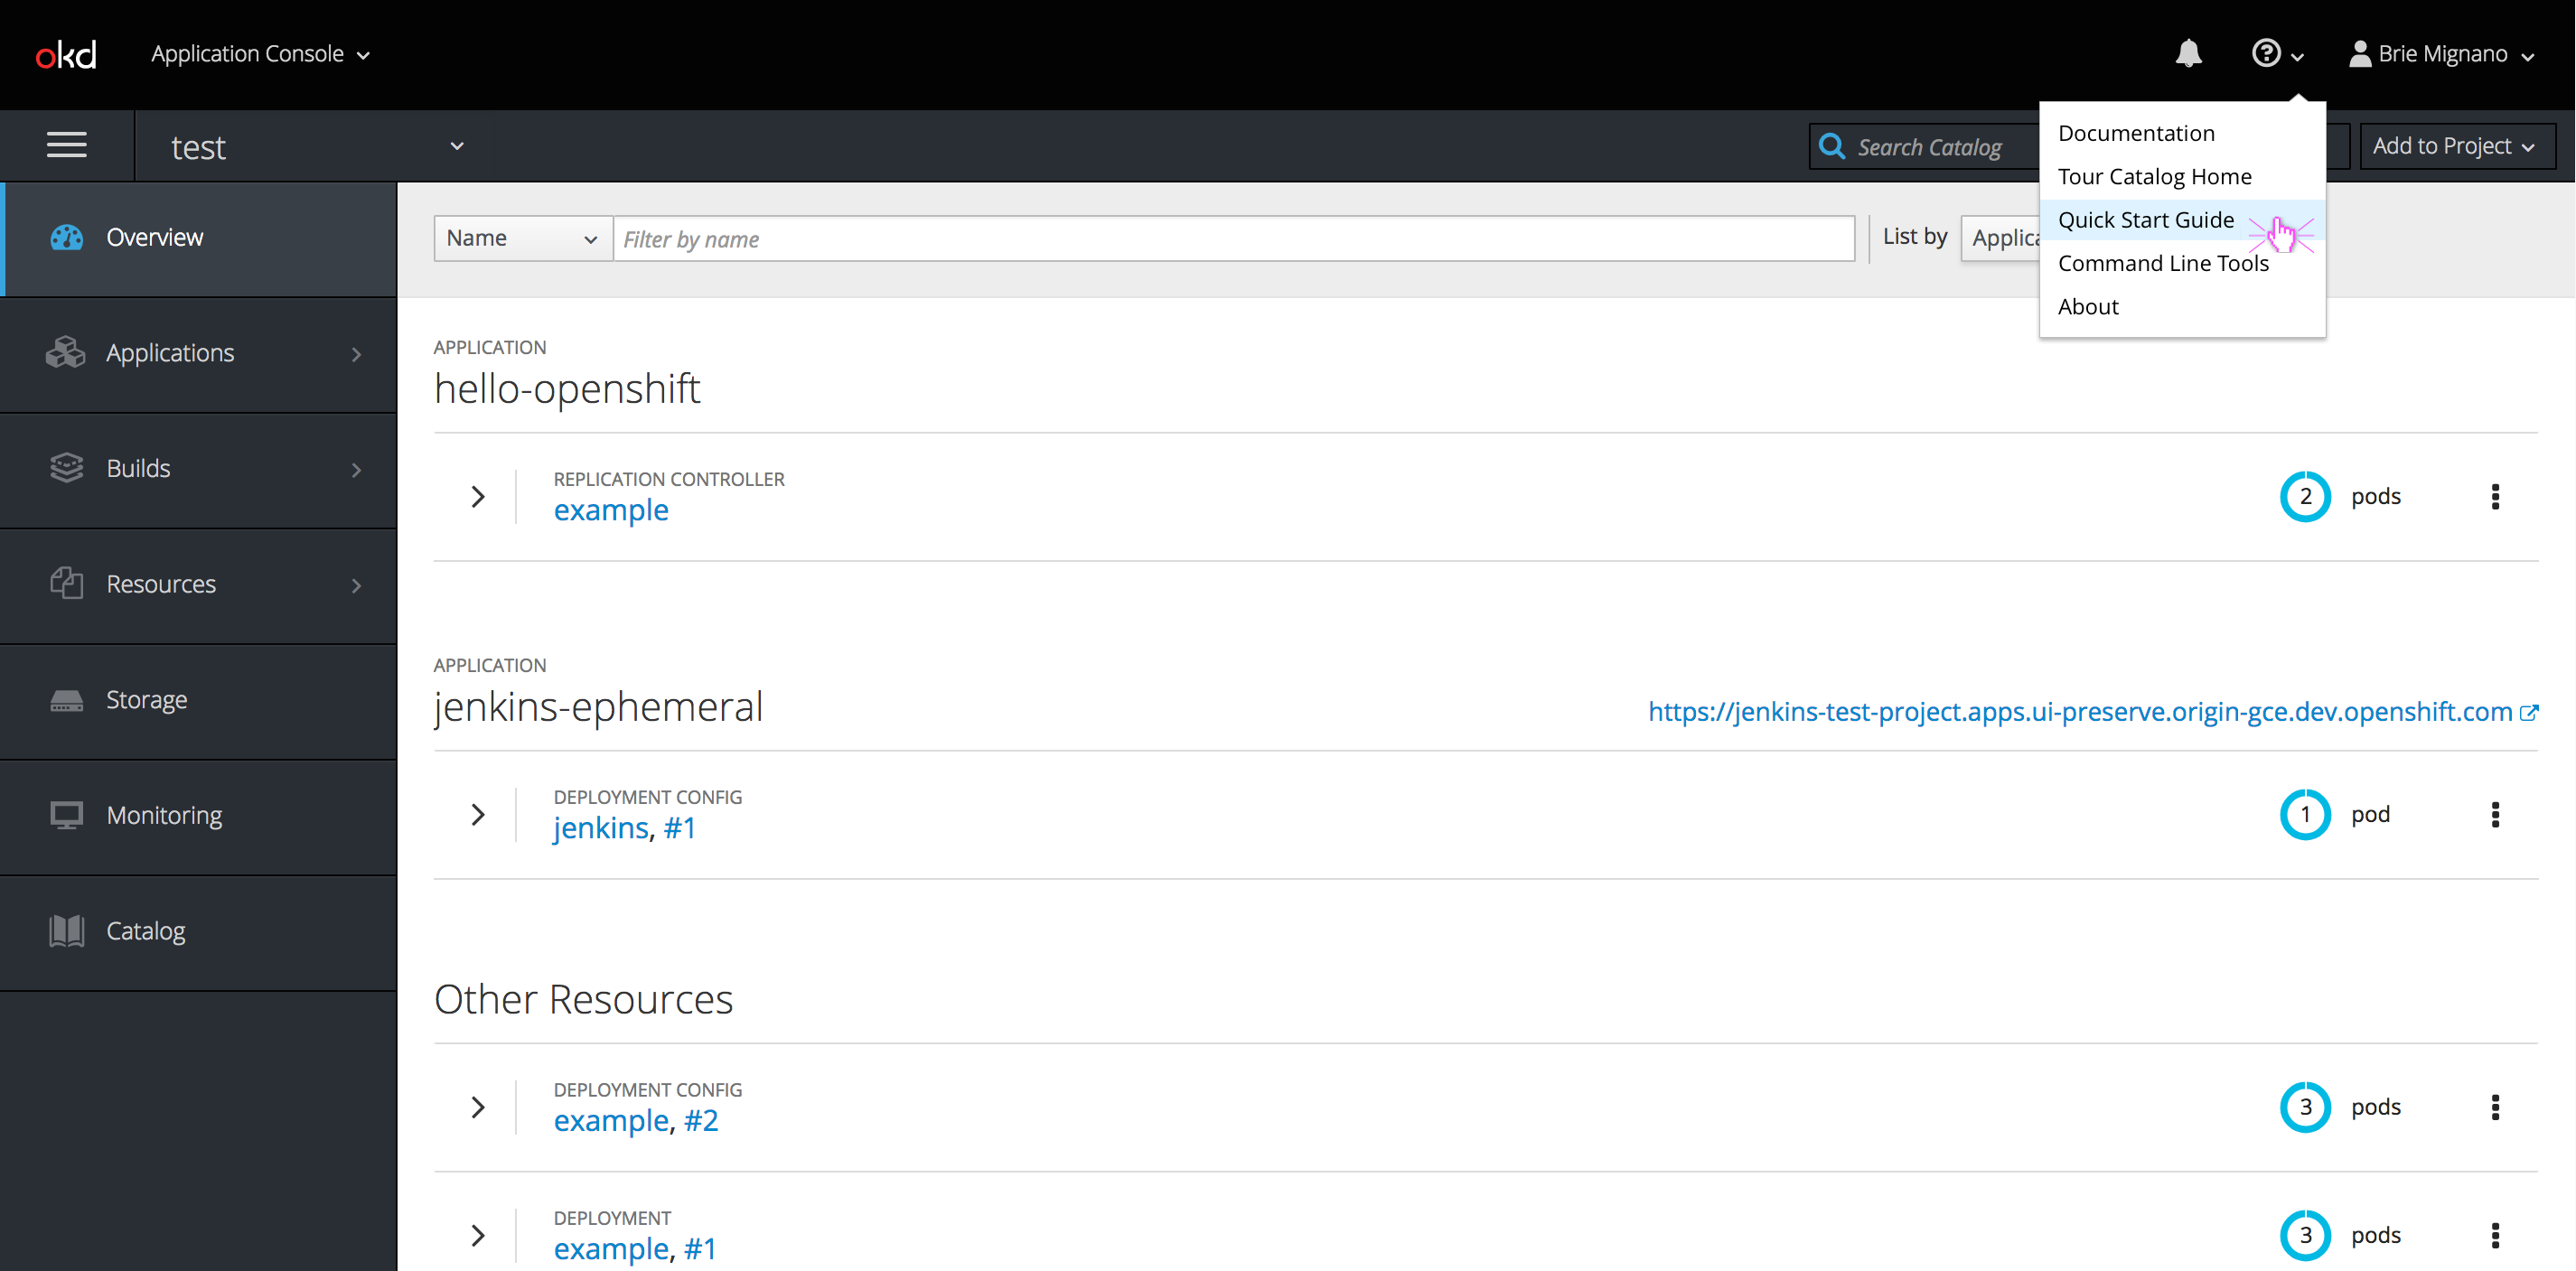 okd Application Console Brie Mignano
test Search Catalog Add to Project
Documentation
Tour Catalog Home
Quick Start Guide
Command Line Tools
About
Overview
Applications
Builds
Resources
Storage
Monitoring
Catalog
Name Filter by name List by Applica
APPLICATION
hello-openshift
REPLICATION CONTROLLER
example 2 pods
APPLICATION
jenkins-ephemeral https://jenkins-test-project.apps.ui-preserve.origin-gce.dev.openshift.com
DEPLOYMENT CONFIG
jenkins, #1 1 pod
Other Resources
DEPLOYMENT CONFIG
example, #2 3 pods
DEPLOYMENT
example, #1 3 pods